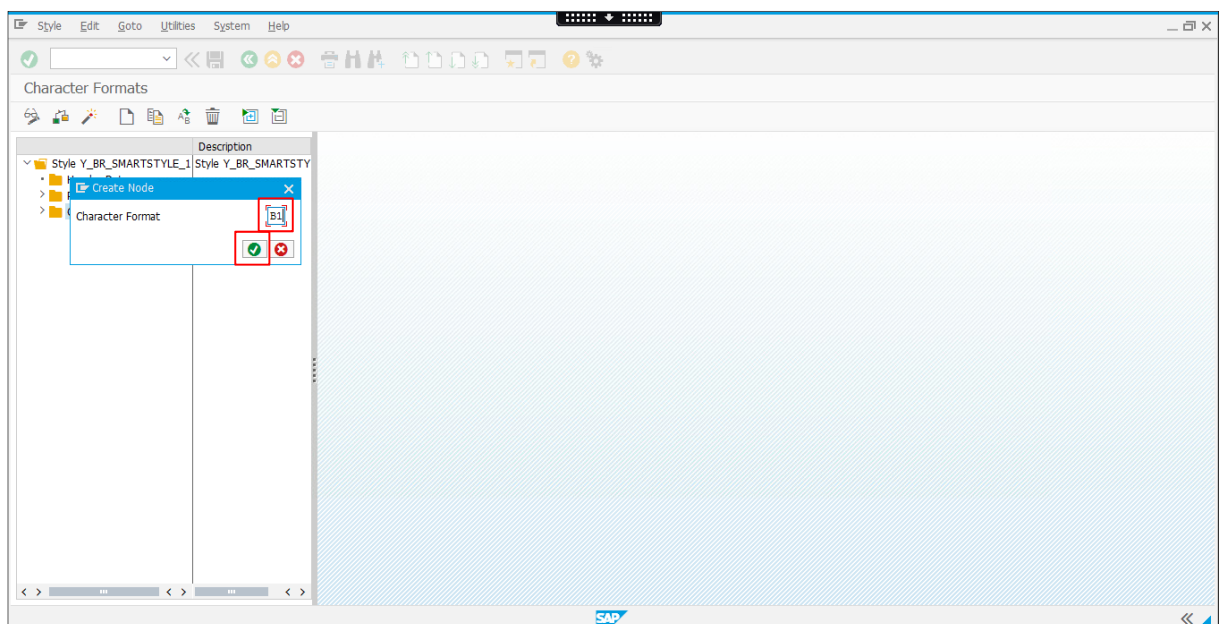 Style Edit Goto Utilities System Help
Character Formats
Description
Style Y_BR_SMARTSTYLE_1 Style Y_BR_SMARTSTY
Create Node
Character Format B1
SAP